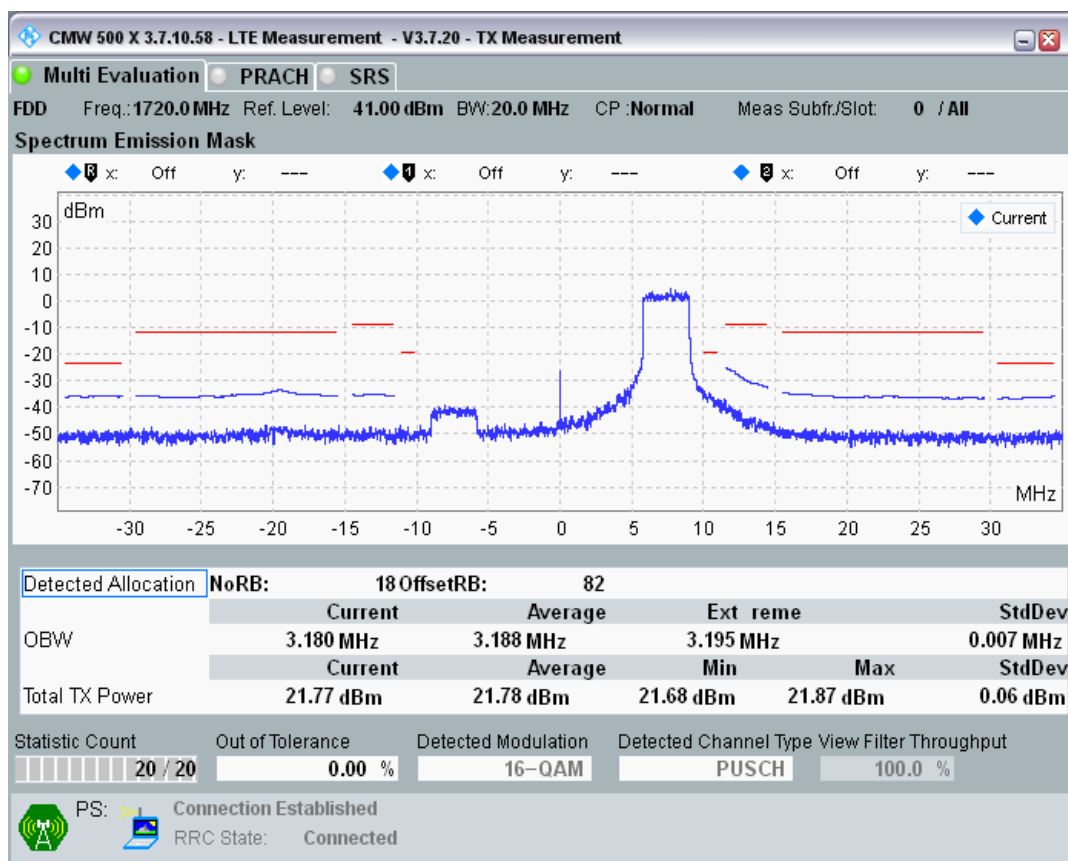 CMW 500 X 3.7.10.58 - LTE Measurement - V3.7.20 - TX Measurement
Multi Evaluation PRACH SRS
FDD Freq.: 1720.0 MHz Ref. Level: 41.00 dBm BW: 20.0 MHz CP :Normal Meas Subfr./Slot: 0 / All
Spectrum Emission Mask
R x: Off y: --- 1 x: Off y: --- 2 x: Off y: ---
dBm
Current
30
20
10
0
-10
-20
-30
-40
-50
-60
-70
MHz
-30 -25 -20 -15 -10 -5 0 5 10 15 20 25 30
Detected Allocation NoRB: 18 OffsetRB: 82
Current Average Ext reme StdDev
OBW 3.180 MHz 3.188 MHz 3.195 MHz 0.007 MHz
Current Average Min Max StdDev
Total TX Power 21.77 dBm 21.78 dBm 21.68 dBm 21.87 dBm 0.06 dBm
Statistic Count Out of Tolerance Detected Modulation Detected Channel Type View Filter Throughput
20 / 20 0.00 % 16-QAM PUSCH 100.0 %
PS: Connection Established
RRC State: Connected